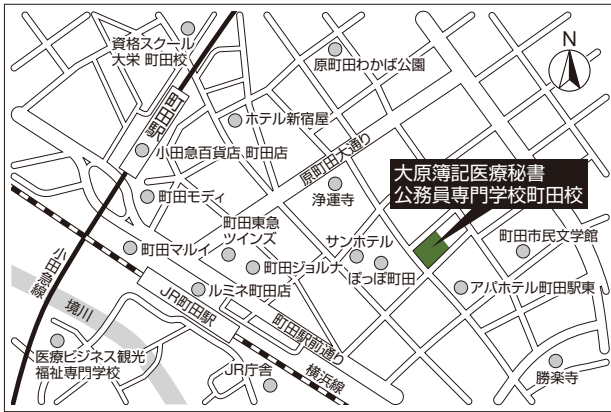 資格スクール
大栄 町田校
原町田わかば公園
N
町田駅
ホテル新宿屋
小田急百貨店 町田店
原町田大通り
大原簿記医療秘書
公務員専門学校町田校
浄運寺
町田モディ
町田東急
ツインズ
サンホテル
町田市民文学館
町田マルイ
町田ジョルナ
ぽっぽ町田
小田急線
境川
JR町田駅
ルミネ町田店
アパホテル町田駅東
町田駅前通り
医療ビジネス観光
福祉専門学校
横浜線
JR庁舎
勝楽寺